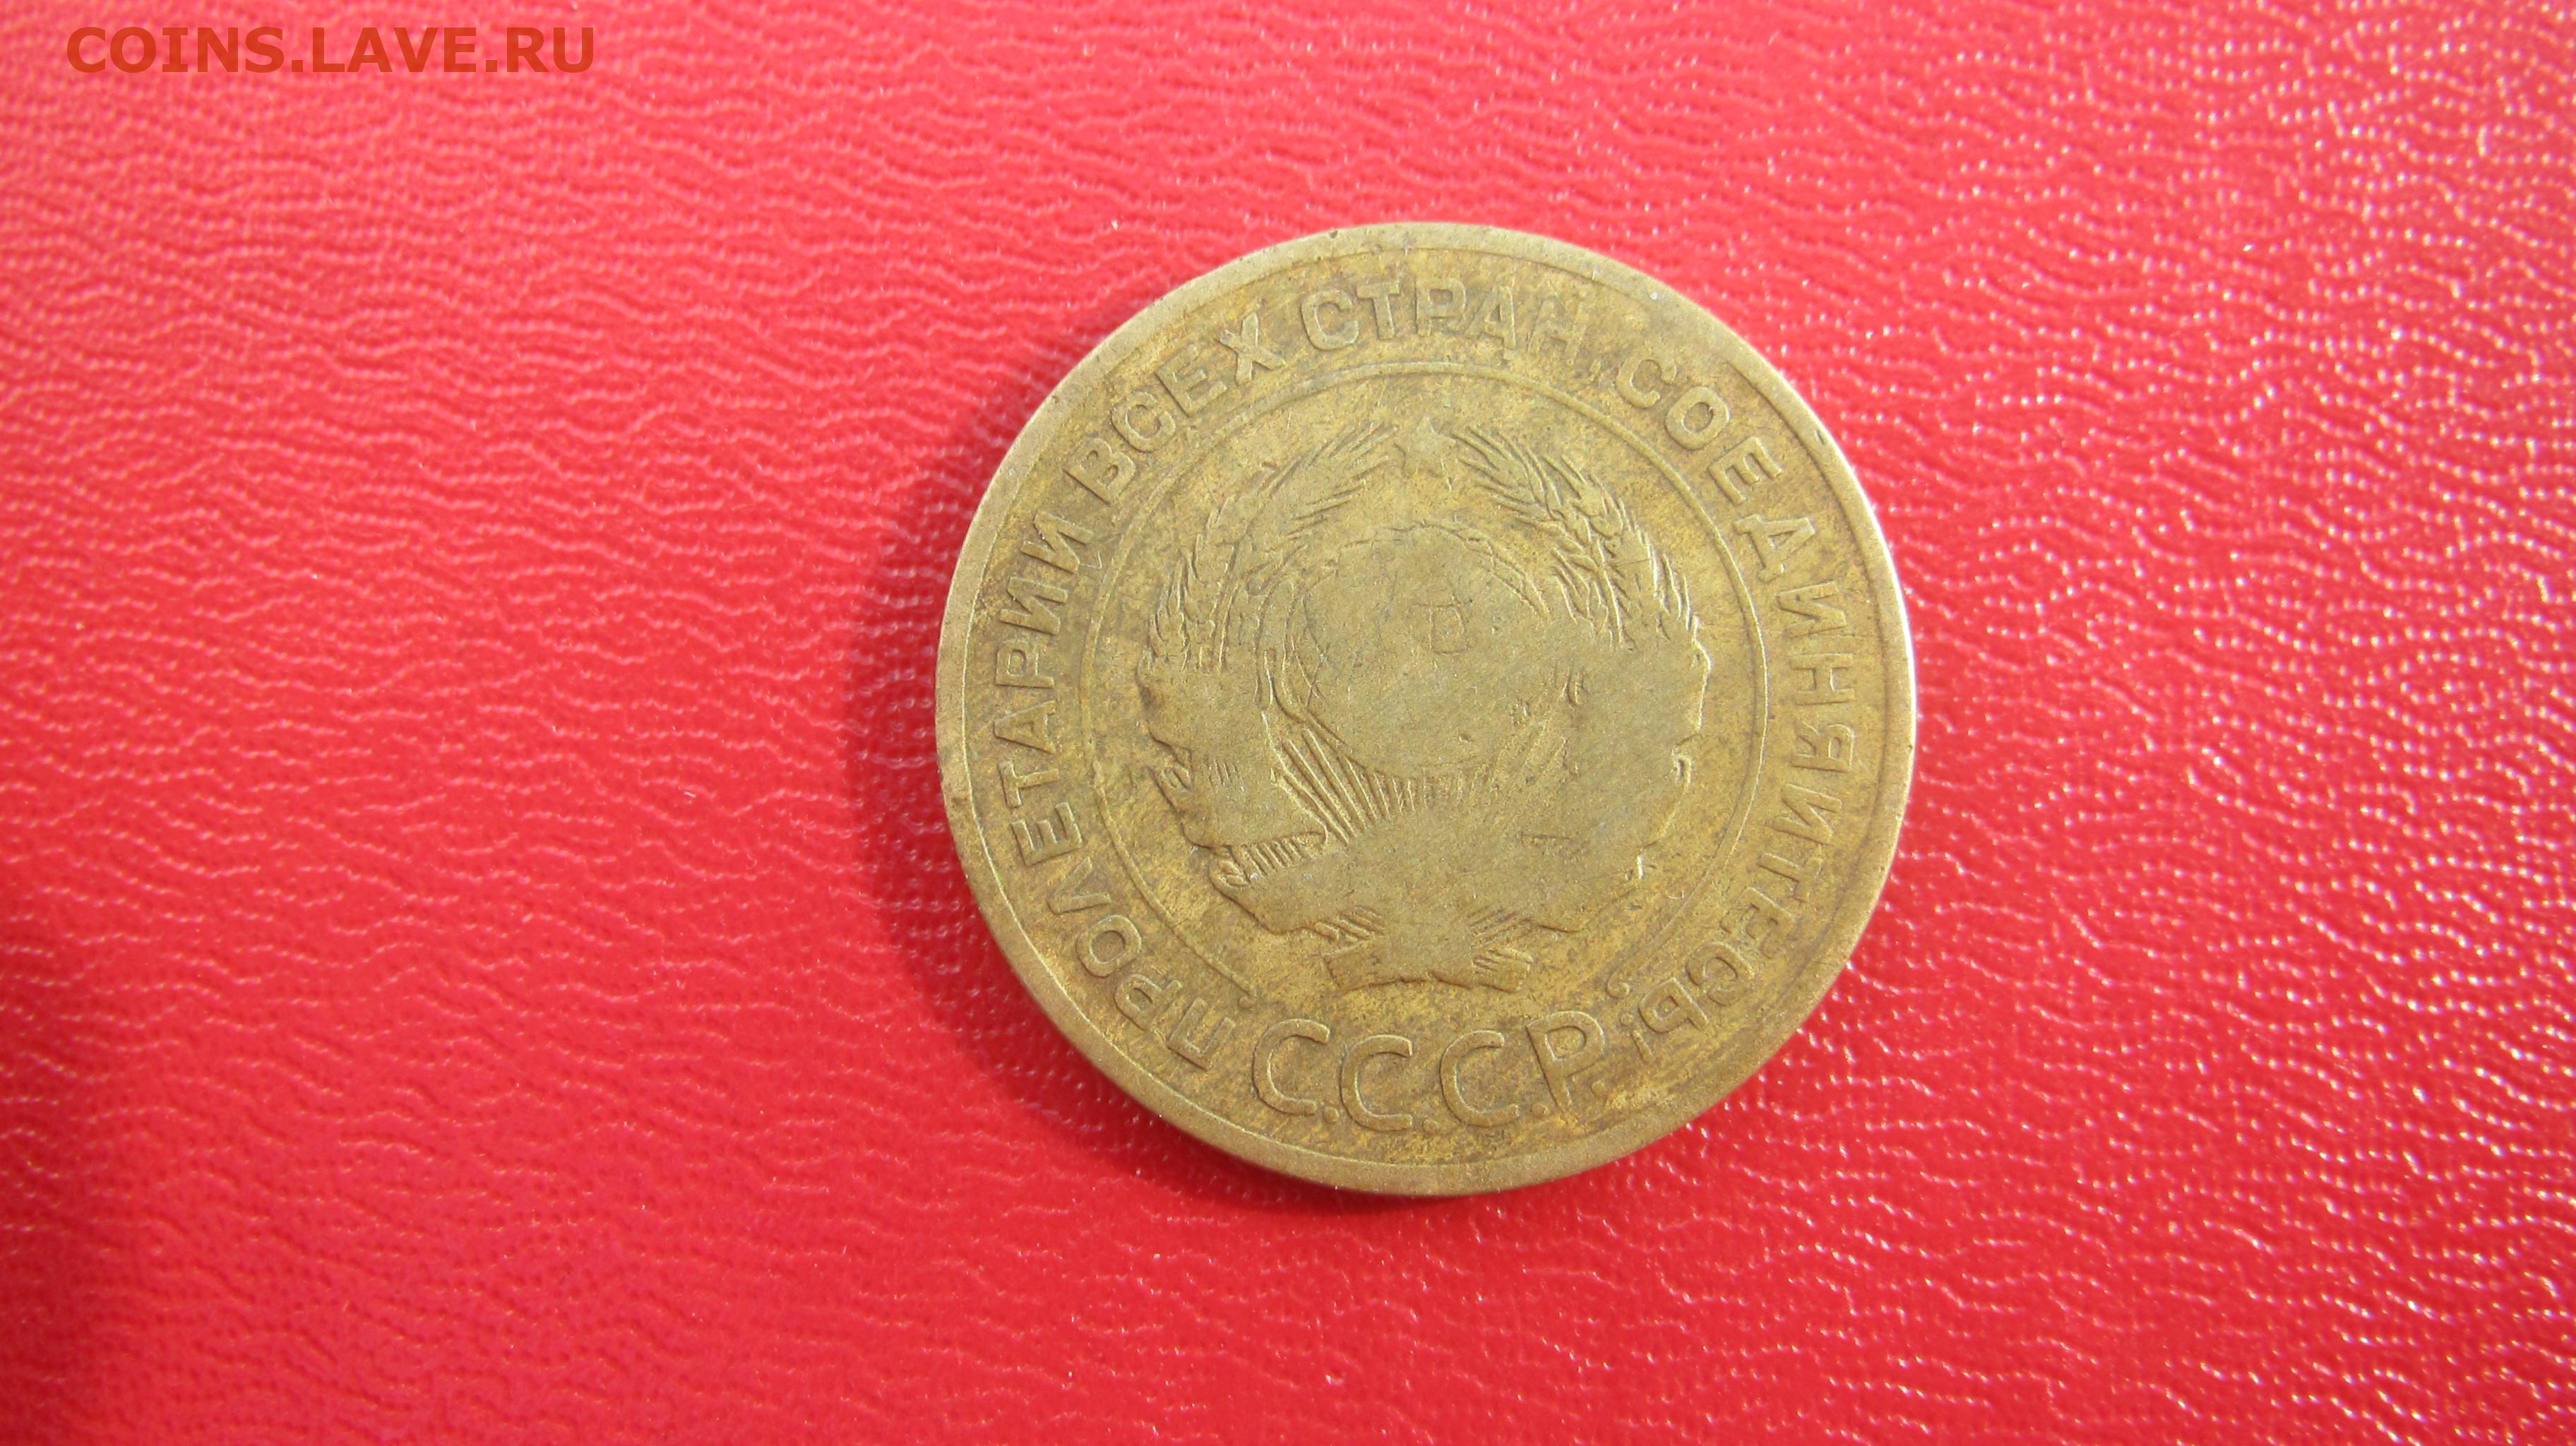 COINS.LAVE.RU
ПРОЛЕТАРИИ ВСЕХ СТРАН, СОЕДИНЯЙТЕСЬ!
С.С.С.Р.